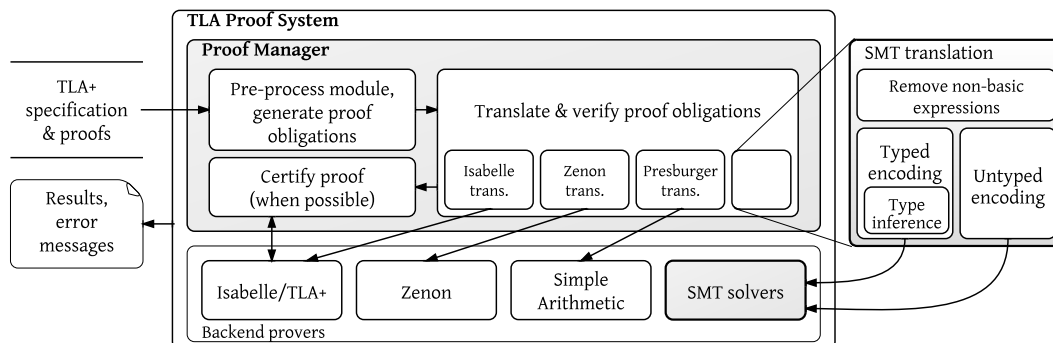 TLA Proof System
Proof Manager
TLA+
specification
& proofs
Pre-process module,
generate proof
obligations
Translate & verify proof obligations
Isabelle
trans.
Zenon
trans.
Presburger
trans.
Certify proof
(when possible)
Results,
error
messages
SMT translation
Remove non-basic
expressions
Typed
encoding
Type
inference
Untyped
encoding
Isabelle/TLA+
Zenon
Simple
Arithmetic
SMT solvers
Backend provers